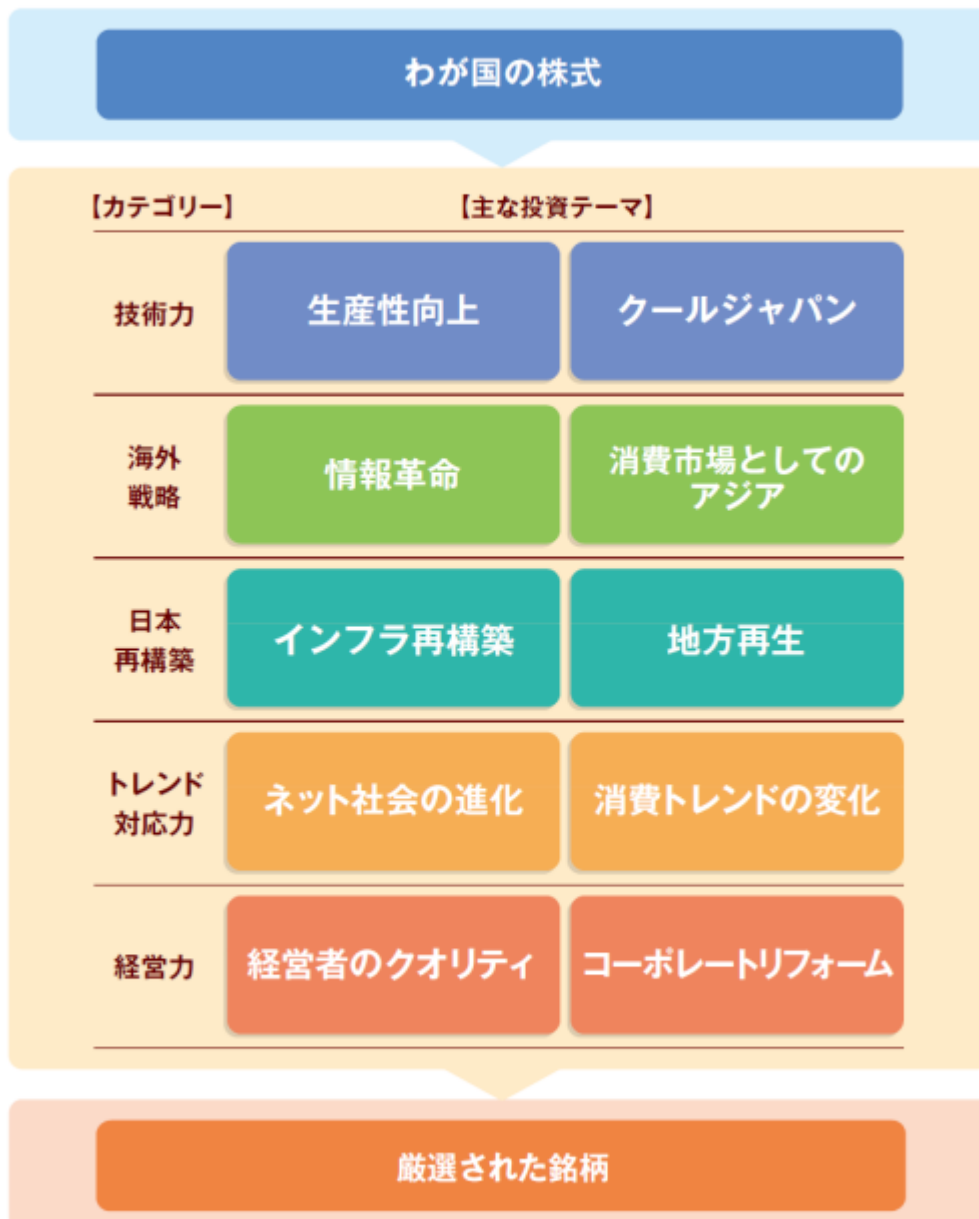 わが国の株式
【カテゴリー】
【主な投資テーマ】
技術力
生産性向上
クールジャパン
海外
戦略
情報革命
消費市場としての
アジア
日本
再構築
インフラ再構築
地方再生
トレンド
対応力
ネット社会の進化
消費トレンドの変化
経営力
経営者のクオリティ
コーポレートリフォーム
厳選された銘柄